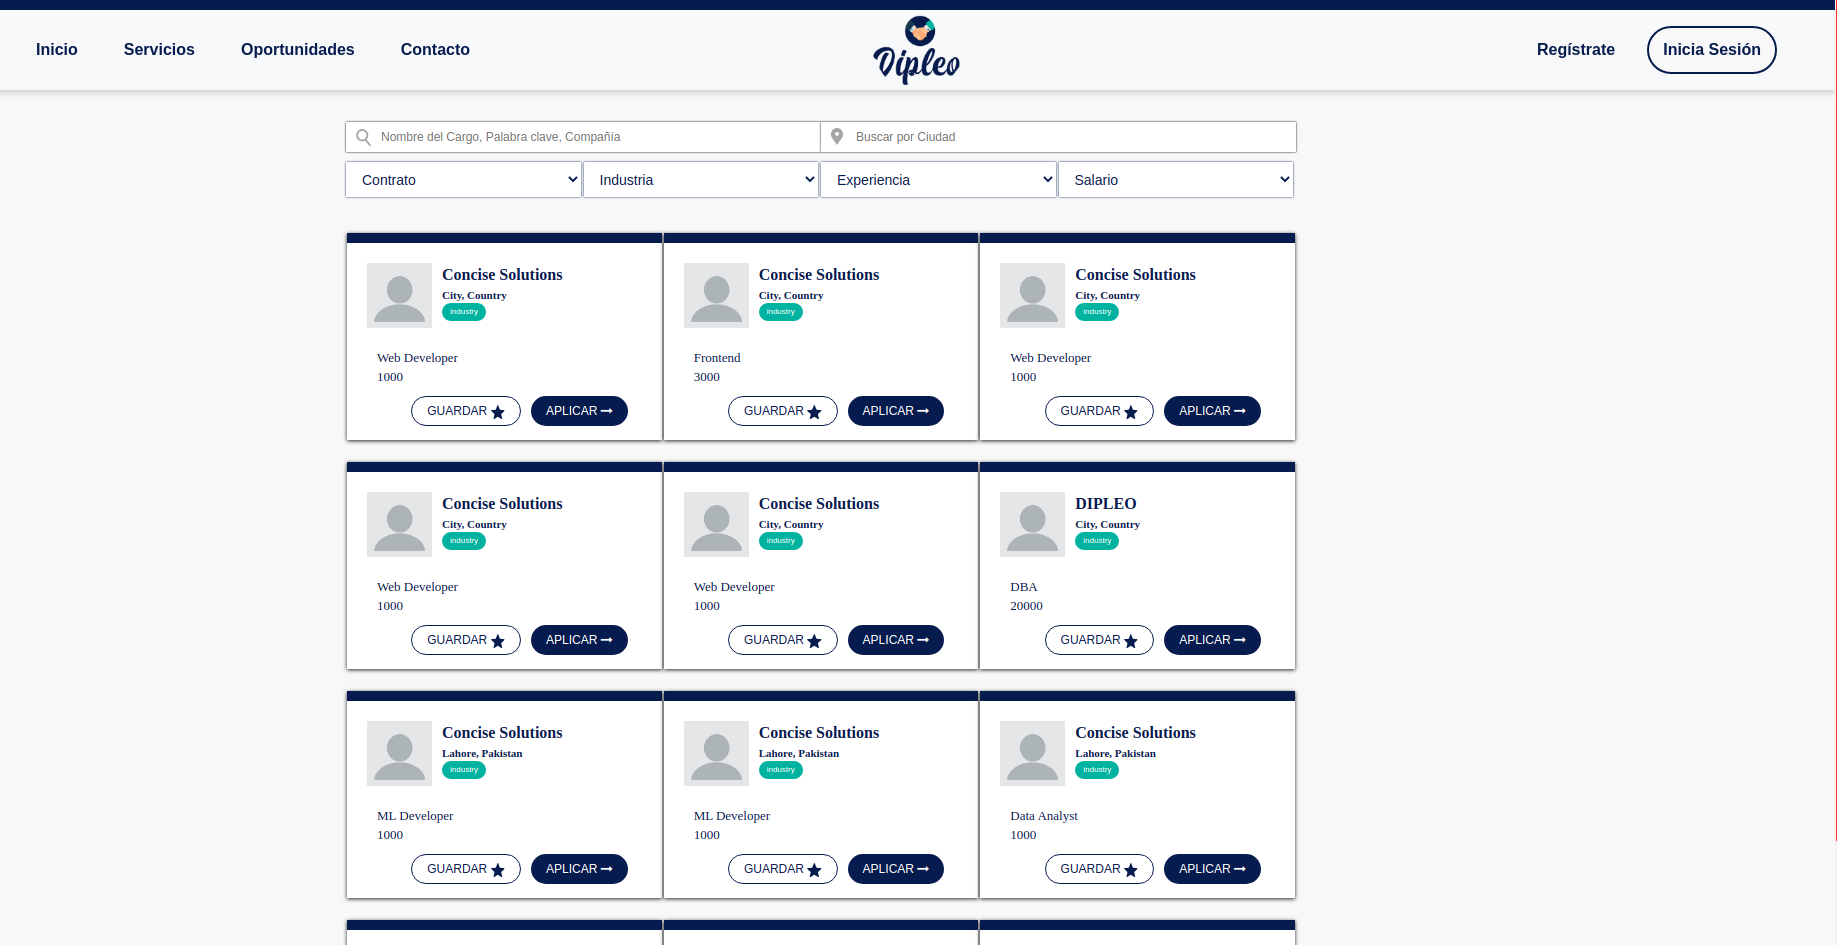 Inicio Servicios Oportunidades Contacto Dipleo Regístrate Inicia Sesión
Nombre del Cargo, Palabra clave, Compañía Buscar por Ciudad
Contrato Industria Experiencia Salario
Concise Solutions Concise Solutions Concise Solutions
City, Country City, Country City, Country
industry industry industry
Web Developer Frontend Web Developer
1000 3000 1000
GUARDAR APLICAR GUARDAR APLICAR GUARDAR APLICAR
Concise Solutions Concise Solutions DIPLEO
City, Country City, Country City, Country
industry industry industry
Web Developer Web Developer DBA
1000 1000 20000
GUARDAR APLICAR GUARDAR APLICAR GUARDAR APLICAR
Concise Solutions Concise Solutions Concise Solutions
Lahore, Pakistan Lahore, Pakistan Lahore, Pakistan
industry industry industry
ML Developer ML Developer Data Analyst
1000 1000 1000
GUARDAR APLICAR GUARDAR APLICAR GUARDAR APLICAR